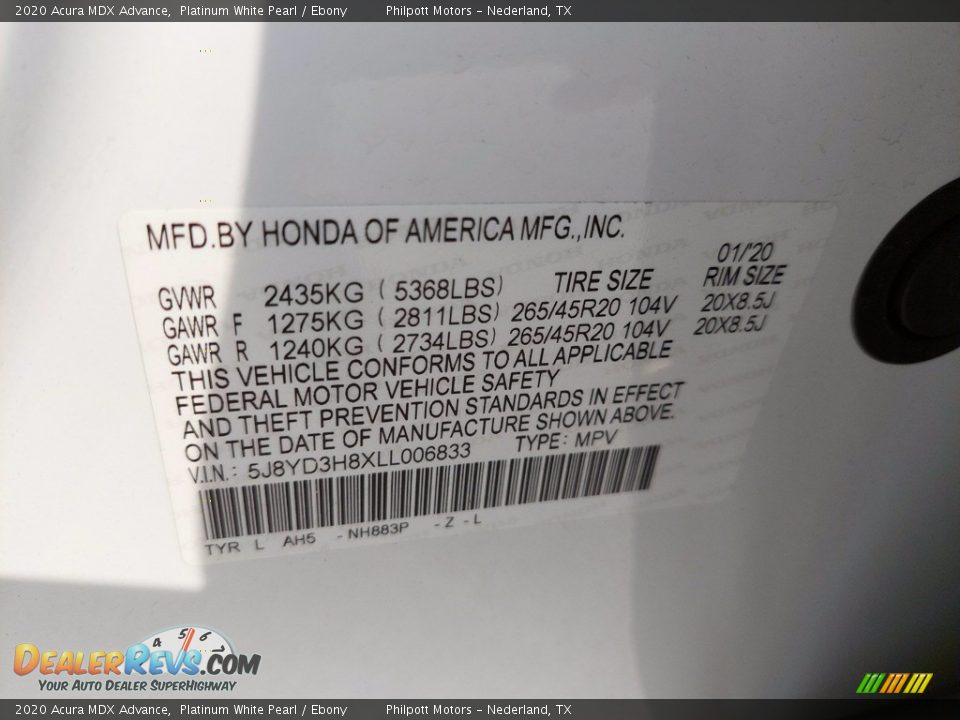 2020 Acura MDX Advance, Platinum White Pearl / Ebony Philpott Motors - Nederland, TX
MFD.BY HONDA OF AMERICA MFG.,INC.
01/'20
GVWR 2435KG ( 5368LBS) TIRE SIZE RIM SIZE
GAWR F 1275KG ( 2811LBS) 265/45R20 104V 20X8.5J
GAWR R 1240KG ( 2734LBS) 265/45R20 104V 20X8.5J
THIS VEHICLE CONFORMS TO ALL APPLICABLE
FEDERAL MOTOR VEHICLE SAFETY
AND THEFT PREVENTION STANDARDS IN EFFECT
ON THE DATE OF MANUFACTURE SHOWN ABOVE.
V.I.N.: 5J8YD3H8XLL006833 TYPE: MPV
TYR L AH5 -NH883P -Z -L
4 5 6
DEALERREVS.COM
YOUR AUTO DEALER SUPERHIGHWAY
2020 Acura MDX Advance, Platinum White Pearl / Ebony Philpott Motors - Nederland, TX